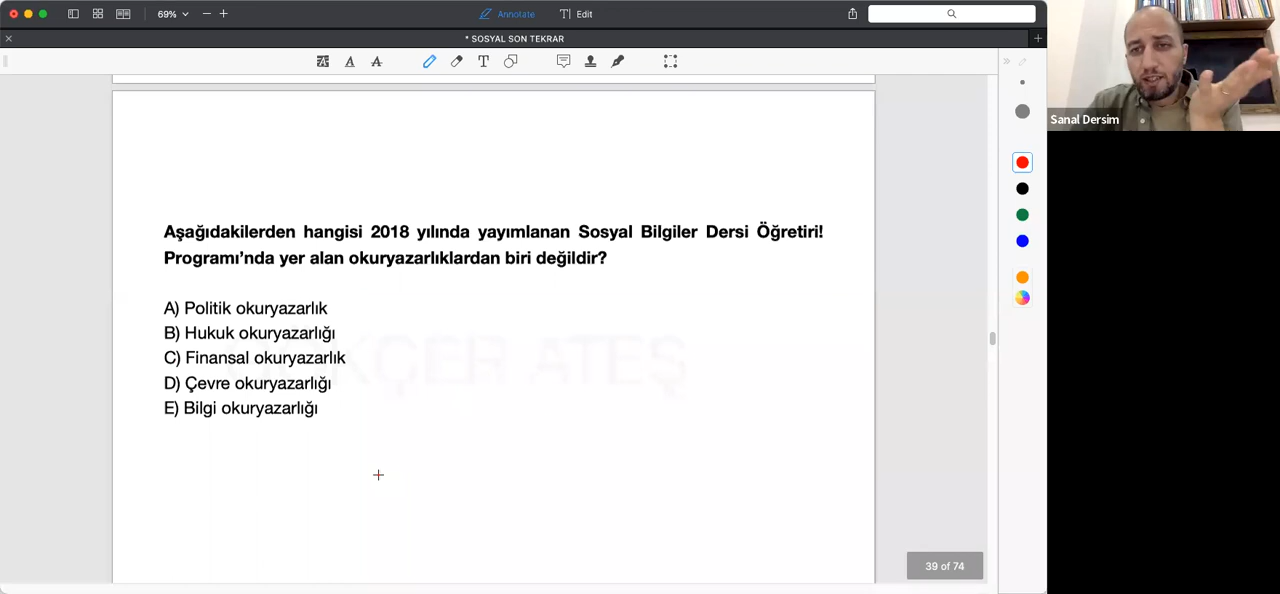 69%
Annotate
Edit
* SOSYAL SON TEKRAR
Sanal Dersim
Aşağıdakilerden hangisi 2018 yılında yayımlanan Sosyal Bilgiler Dersi Öğretiri!
Programı'nda yer alan okuryazarlıklardan biri değildir?
A) Politik okuryazarlık
B) Hukuk okuryazarlığı
C) Finansal okuryazarlık
D) Çevre okuryazarlığı
E) Bilgi okuryazarlığı
ATEŞ
39 of 74